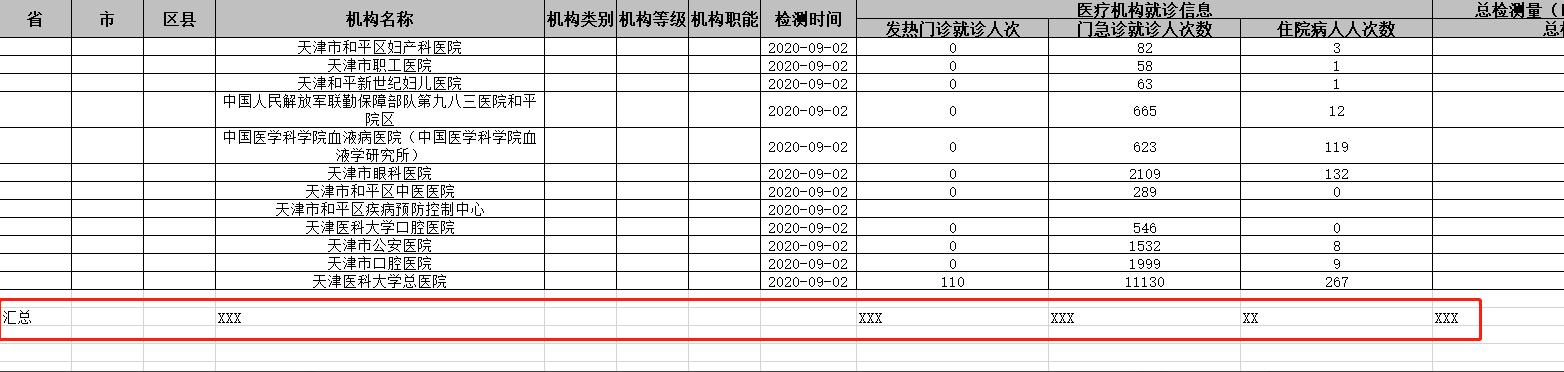 省 市 区县 机构名称 机构类别 机构等级 机构职能 检测时间 医疗机构就诊信息 总检测量（
发热门诊就诊人次 门急诊就诊人次数 住院病人人次数 总
天津市和平区妇产科医院 2020-09-02 0 82 3
天津市职工医院 2020-09-02 0 58 1
天津和平新世纪妇儿医院 2020-09-02 0 63 1
中国人民解放军联勤保障部队第九八三医院和平
院区 2020-09-02 0 665 12
中国医学科学院血液病医院（中国医学科学院血
液学研究所） 2020-09-02 0 623 119
天津市眼科医院 2020-09-02 0 2109 132
天津市和平区中医医院 2020-09-02 0 289 0
天津市和平区疾病预防控制中心 2020-09-02
天津医科大学口腔医院 2020-09-02 0 546 0
天津市公安医院 2020-09-02 0 1532 8
天津市口腔医院 2020-09-02 0 1999 9
天津医科大学总医院 2020-09-02 110 11130 267
汇总 XXX XXX XXX XX XXX